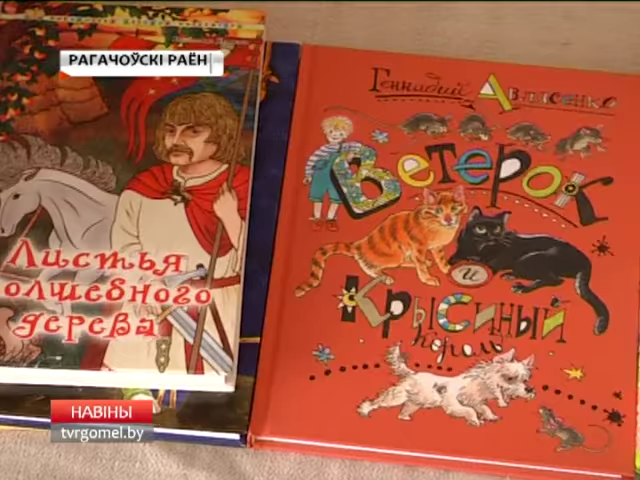 РАГАЧОЎСКІ РАЁН
Листья
волшебного
дерева
Геннадий Авласенко
Ветерок
и
Крысиный
король
НАВІНЫ
tvrgomel.by